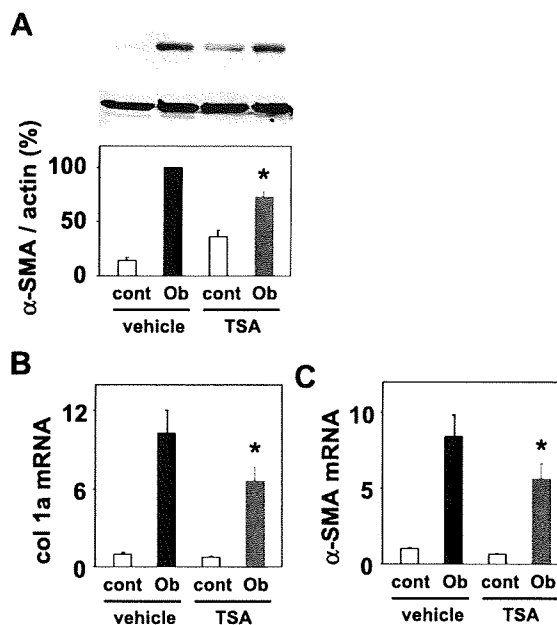 A
α-SMA / actin (%)
100
50
0
*
cont Ob cont Ob
vehicle TSA
B
col 1a mRNA
12
6
0
*
cont Ob cont Ob
vehicle TSA
C
α-SMA mRNA
10
5
0
*
cont Ob cont Ob
vehicle TSA